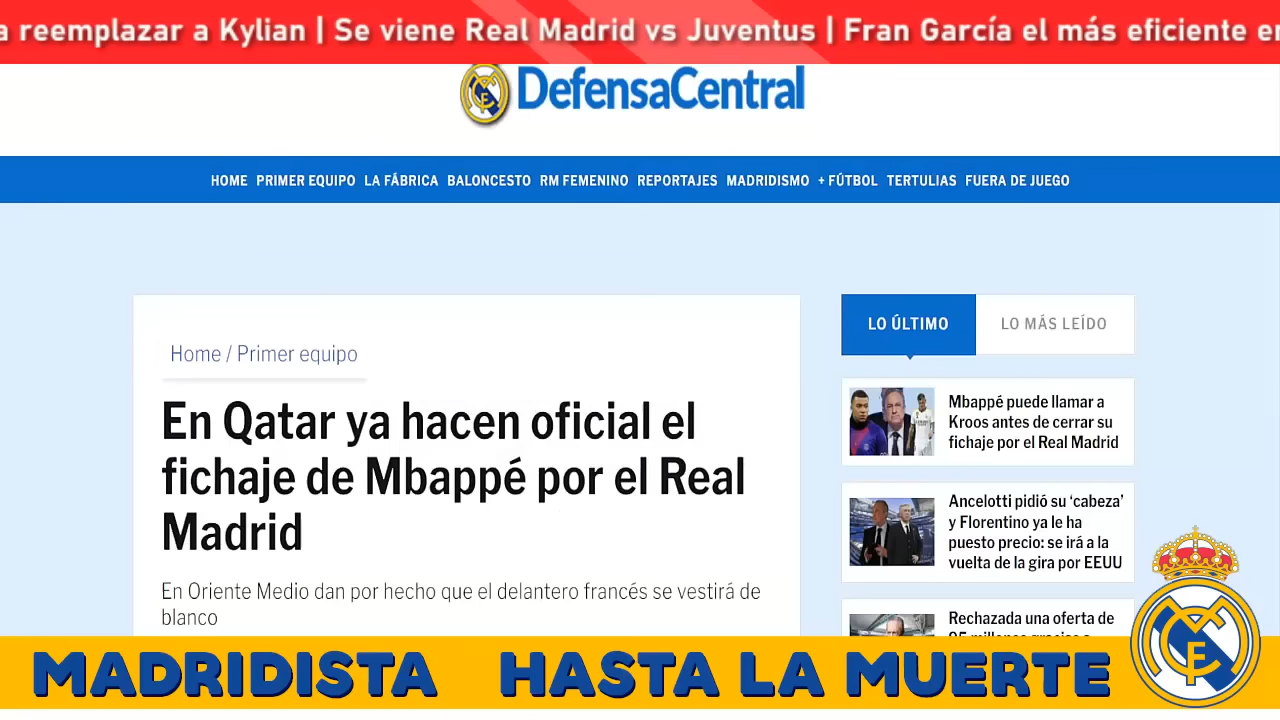 a reemplazar a Kylian | Se viene Real Madrid vs Juventus | Fran García el más eficiente en
DefensaCentral
HOME PRIMER EQUIPO LA FÁBRICA BALONCESTO RM FEMENINO REPORTAJES MADRIDISMO + FÚTBOL TERTULIAS FUERA DE JUEGO
Home / Primer equipo
En Qatar ya hacen oficial el
fichaje de Mbappé por el Real
Madrid
En Oriente Medio dan por hecho que el delantero francés se vestirá de
blanco
LO ÚLTIMO
LO MÁS LEÍDO
Mbappé puede llamar a
Kroos antes de cerrar su
fichaje por el Real Madrid
Ancelotti pidió su ‘cabeza’
y Florentino ya le ha
puesto precio: se irá a la
vuelta de la gira por EEUU
Rechazada una oferta de
MADRIDISTA HASTA LA MUERTE